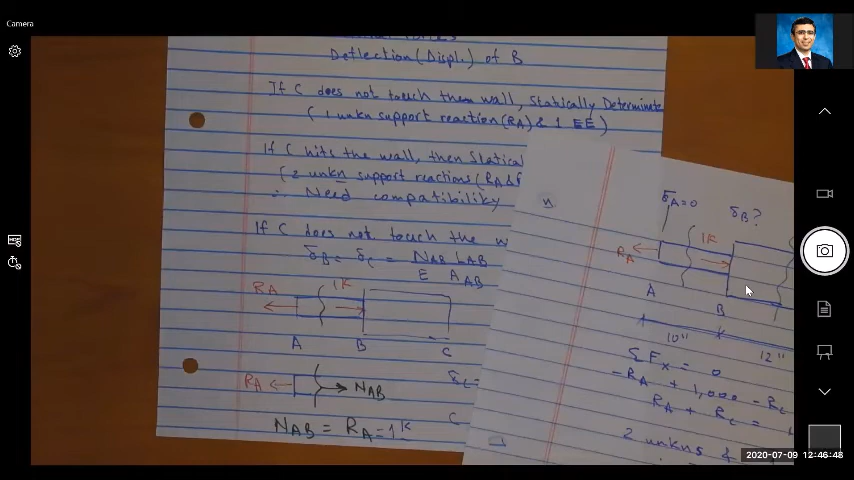 Camera
Deflection (Displ.) of B
If C does not touch them wall, Statically Determinate
( 1 unkn support reaction (RA) & 1 EE )
If C hits the wall, then Statical
( 2 unkn support reactions (RA &
∴ Need compatibility
If C does not touch the w
δB = δC = NAB LAB
E AAB
RA 1K
A B C
RA NAB
δC =
C
NAB = RA = 1K
n
δA = 0
δB?
1K
RA
A
B
10"
12"
ΣFx = 0
-RA + 1,000 - RC
RA + RC =
2 unkns &
2020-07-09 12:46:48